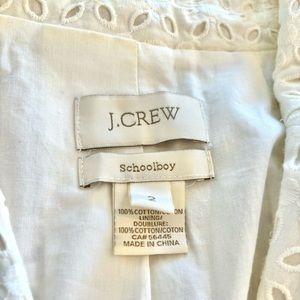 J.CREW
Schoolboy
2
100%COTTON/COTON
LINING/
DOUBLURE:
100%COTTON/COTON
CA#56445
MADE IN CHINA